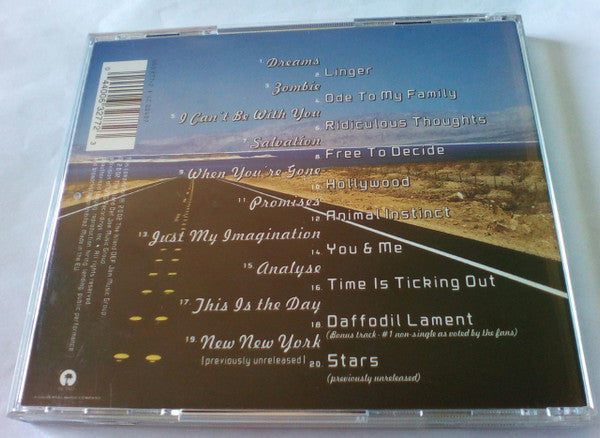 1. Dreams
2. Linger
3. Zombie
4. Ode To My Family
5. I Can't Be With You
6. Ridiculous Thoughts
7. Salvation
8. Free To Decide
9. When You're Gone
10. Hollywood
11. Promises
12. Animal Instinct
13. Just My Imagination
14. You & Me
15. Analyse
16. Time Is Ticking Out
17. This Is the Day
18. Daffodil Lament
(Bonus track - #1 non-single as voted by the fans)
19. New New York
(previously unreleased)
20. Stars
(previously unreleased)